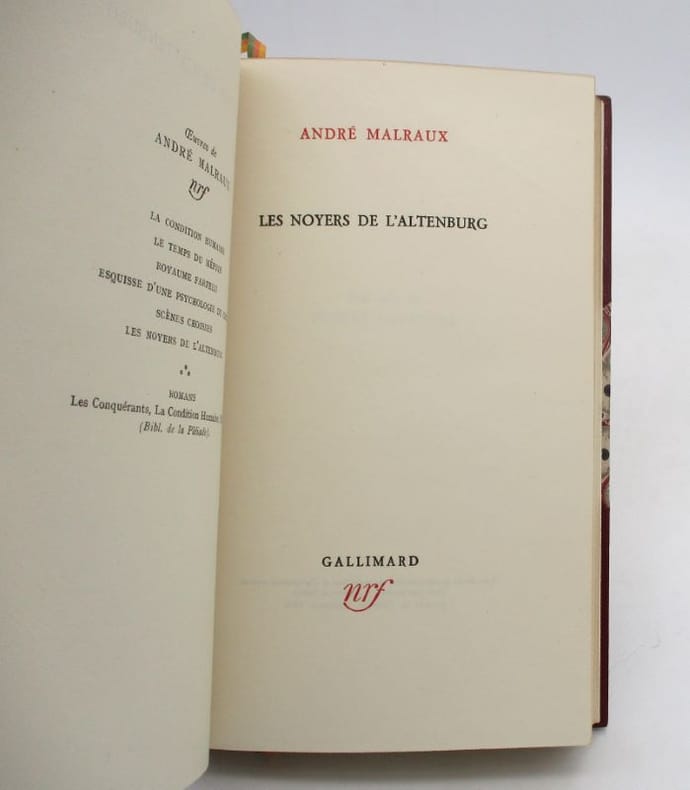 Œuvres de
ANDRÉ MALRAUX
nrf
LA CONDITION HUMAINE
LE TEMPS DU MÉPRIS
ROYAUME FARFELU
ESQUISSE D'UNE PSYCHOLOGIE DU
SCÈNES CHOISIES
LES NOYERS DE L'ALTENBURG
ROMANS
Les Conquérants, La Condition Humaine,
(Bibl. de la Pléiade).
ANDRÉ MALRAUX
LES NOYERS DE L'ALTENBURG
GALLIMARD
nrf